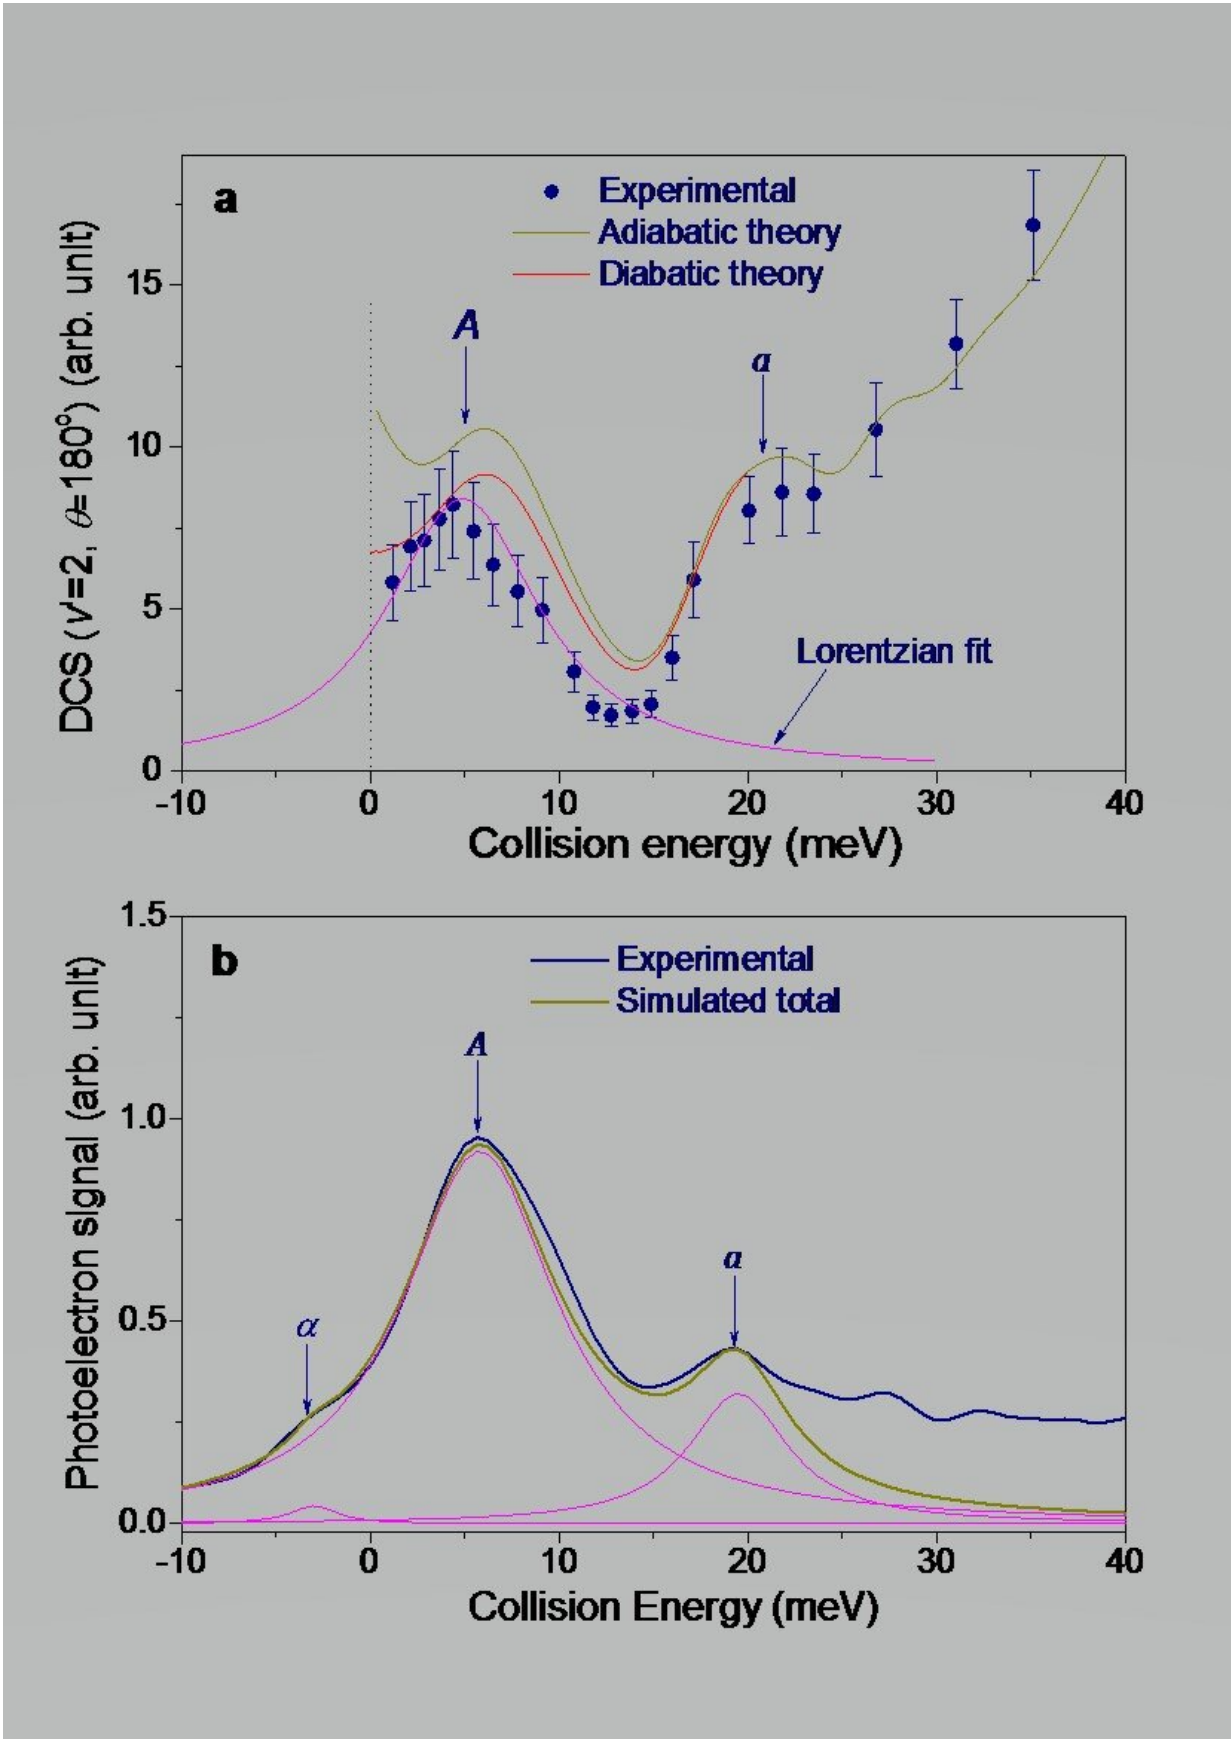 a
Experimental
Adiabatic theory
Diabatic theory
DCS (v'=2, θ=180°) (arb. unit)
15
10
5
0
A
a
Lorentzian fit
-10 0 10 20 30 40
Collision energy (meV)
b
Experimental
Simulated total
Photoelectron signal (arb. unit)
1.5
1.0
0.5
0.0
α
A
a
-10 0 10 20 30 40
Collision Energy (meV)